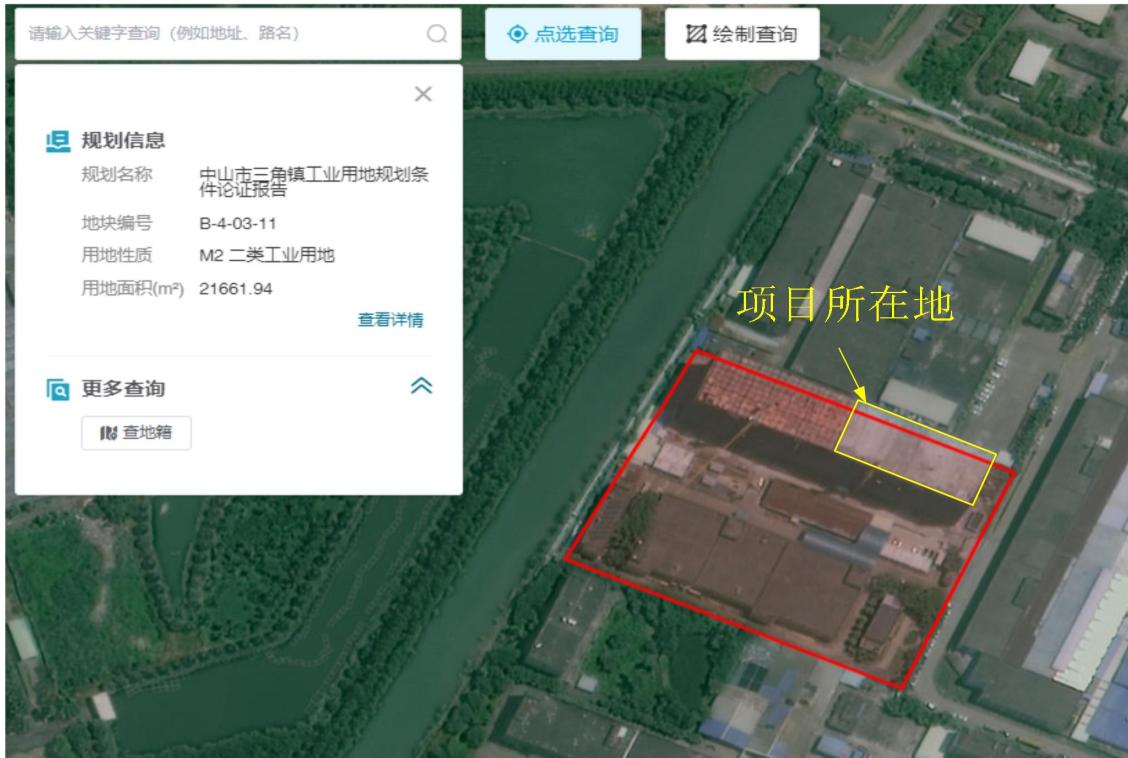 请输入关键字查询（例如地址、路名）
点选查询
绘制查询
规划信息
规划名称 中山市三角镇工业用地规划条
件论证报告
地块编号 B-4-03-11
用地性质 M2 二类工业用地
用地面积(m²) 21661.94
查看详情
更多查询
查地籍
项目所在地